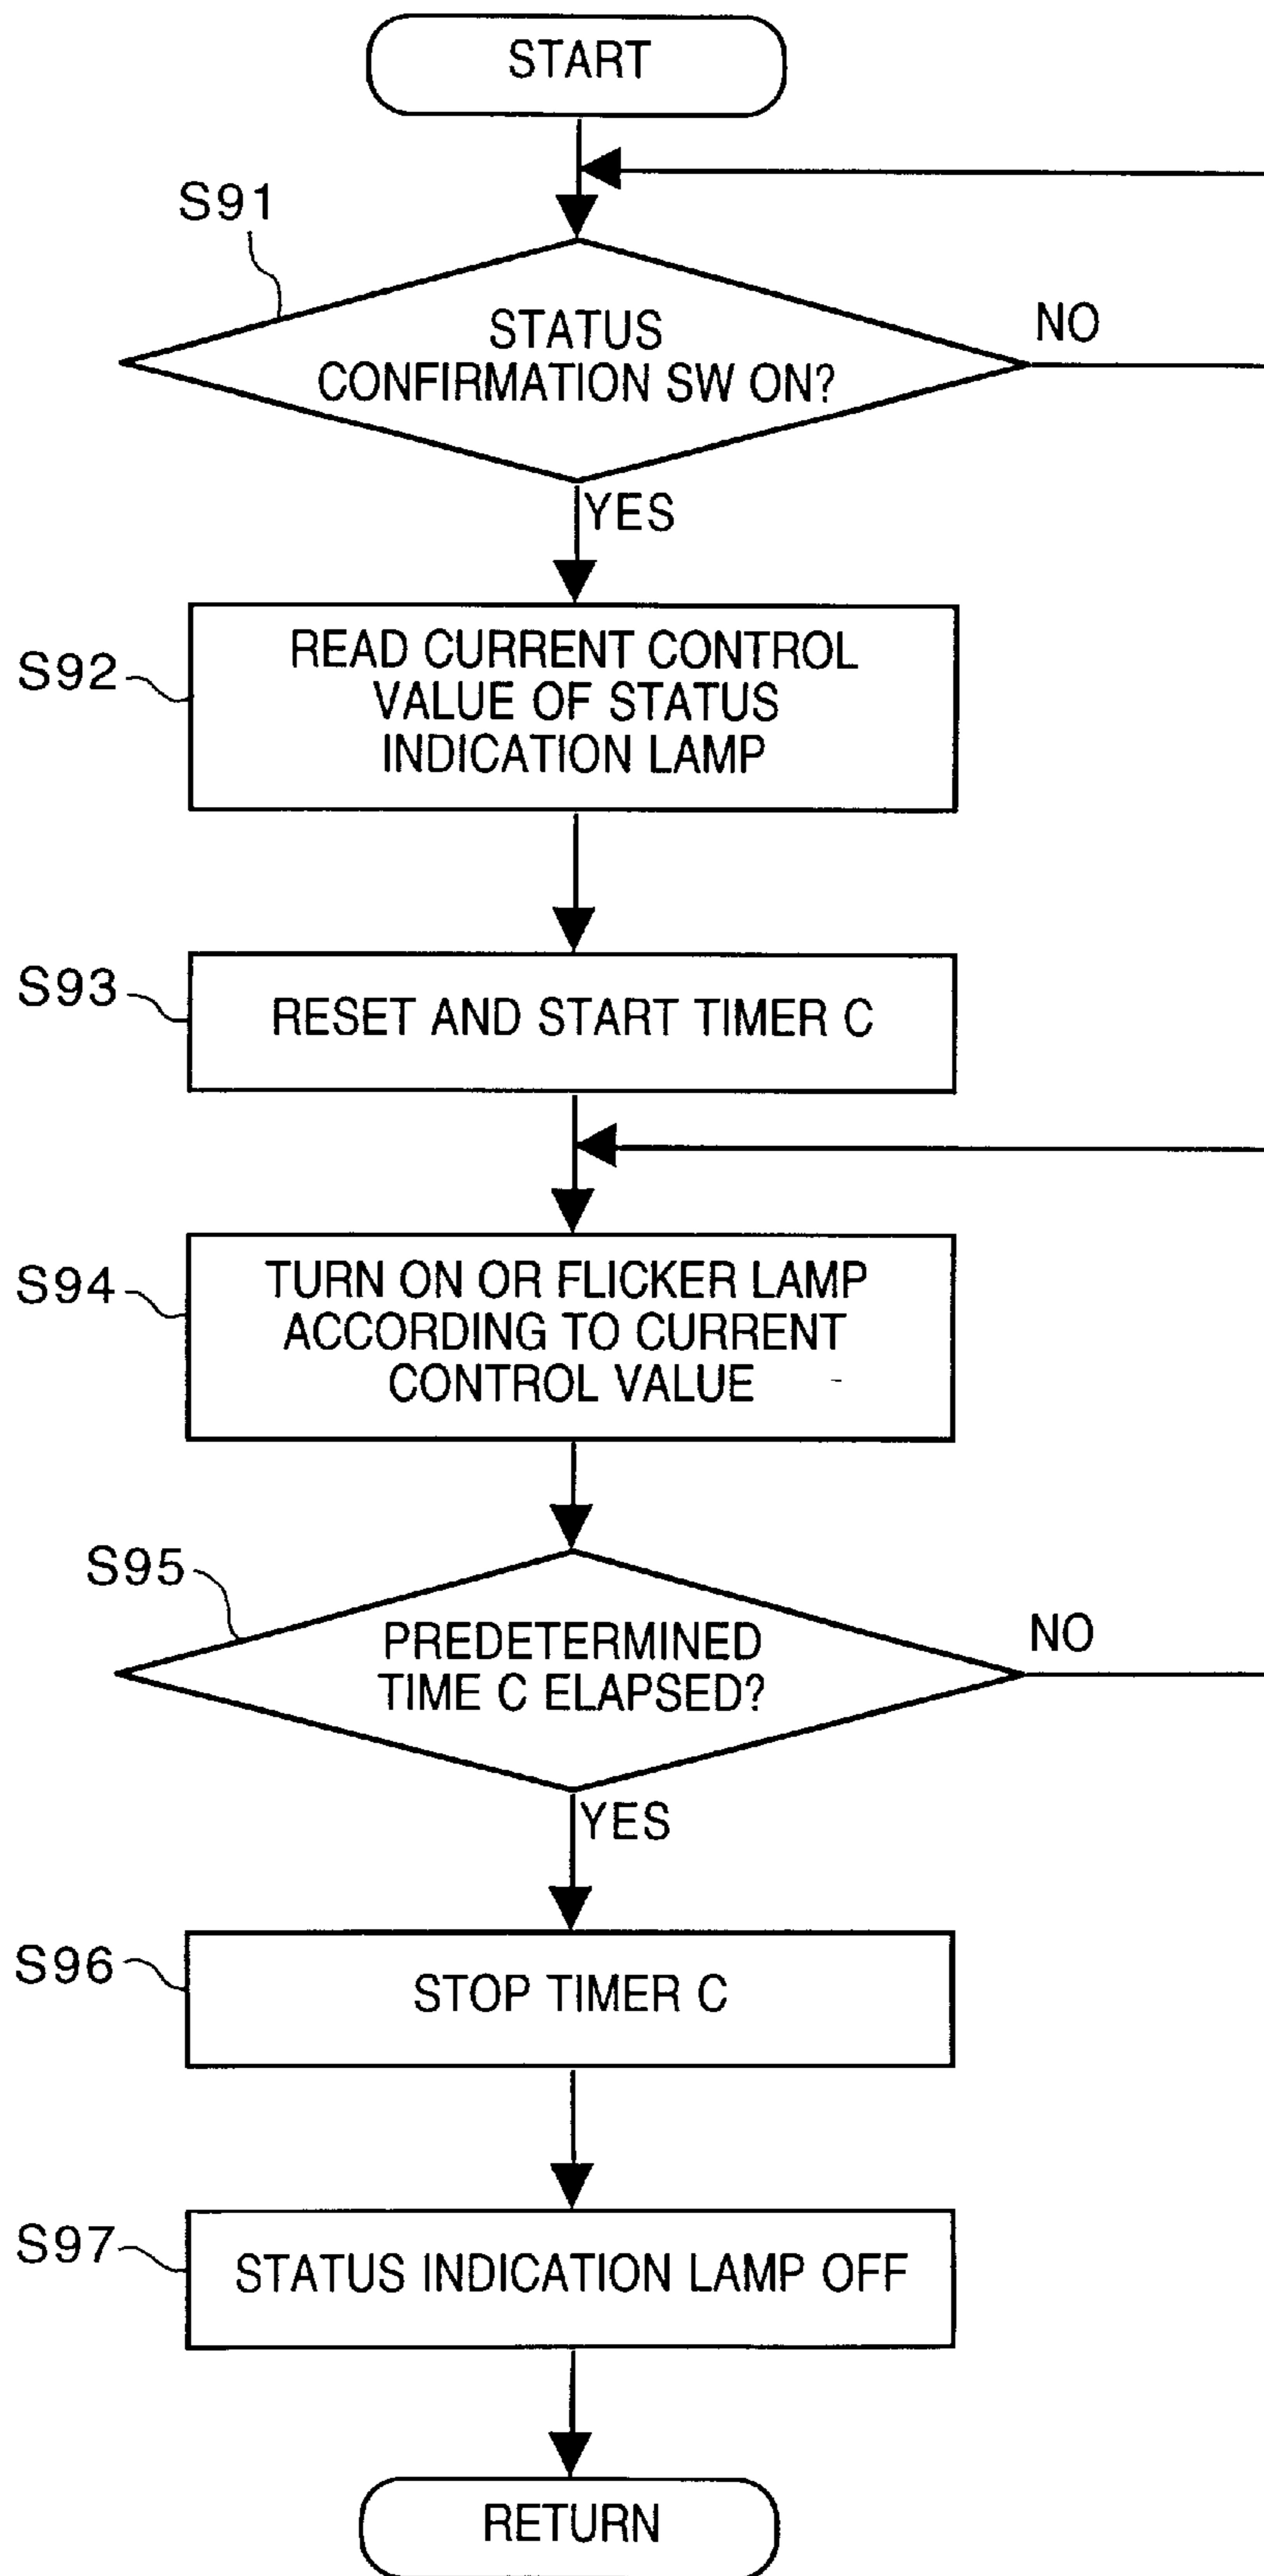 START
S91
STATUS
CONFIRMATION SW ON?
NO
YES
S92
READ CURRENT CONTROL
VALUE OF STATUS
INDICATION LAMP
S93
RESET AND START TIMER C
S94
TURN ON OR FLICKER LAMP
ACCORDING TO CURRENT
CONTROL VALUE
S95
PREDETERMINED
TIME C ELAPSED?
NO
YES
S96
STOP TIMER C
S97
STATUS INDICATION LAMP OFF
RETURN